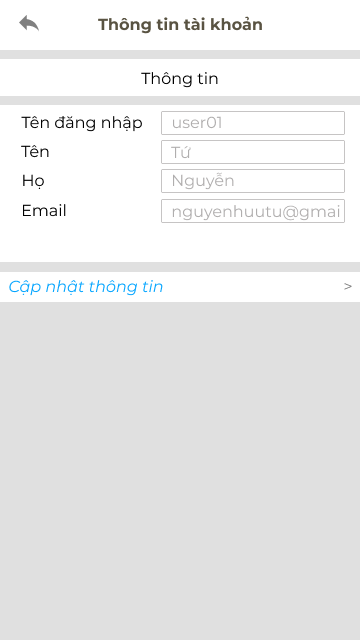 Thông tin tài khoản
Thông tin
Tên đăng nhập user01
Tên Tứ
Họ Nguyễn
Email nguyenhuutu@gmai
Cập nhật thông tin >